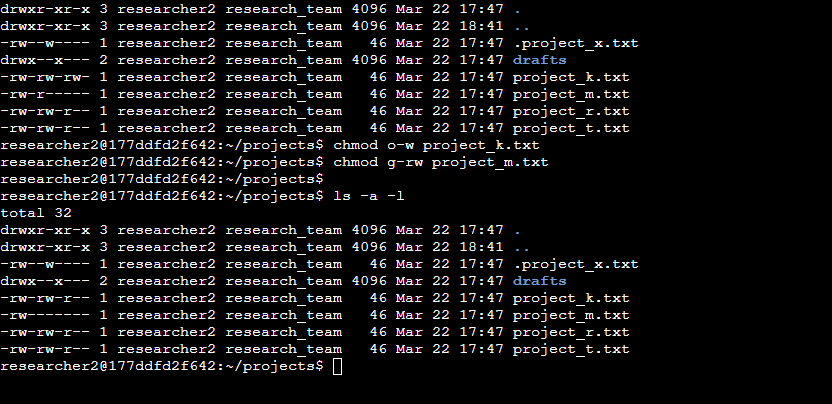 drwxr-xr-x 3 researcher2 research_team 4096 Mar 22 17:47 .
drwxr-xr-x 3 researcher2 research_team 4096 Mar 22 18:41 ..
-rw--w---- 1 researcher2 research_team   46 Mar 22 17:47 .project_x.txt
drwx--x--- 2 researcher2 research_team 4096 Mar 22 17:47 drafts
-rw-rw-rw- 1 researcher2 research_team   46 Mar 22 17:47 project_k.txt
-rw-r----- 1 researcher2 research_team   46 Mar 22 17:47 project_m.txt
-rw-rw-r-- 1 researcher2 research_team   46 Mar 22 17:47 project_r.txt
-rw-rw-r-- 1 researcher2 research_team   46 Mar 22 17:47 project_t.txt
researcher2@177ddfd2f642:~/projects$ chmod o-w project_k.txt
researcher2@177ddfd2f642:~/projects$ chmod g-rw project_m.txt
researcher2@177ddfd2f642:~/projects$
researcher2@177ddfd2f642:~/projects$ ls -a -l
total 32
drwxr-xr-x 3 researcher2 research_team 4096 Mar 22 17:47 .
drwxr-xr-x 3 researcher2 research_team 4096 Mar 22 18:41 ..
-rw--w---- 1 researcher2 research_team   46 Mar 22 17:47 .project_x.txt
drwx--x--- 2 researcher2 research_team 4096 Mar 22 17:47 drafts
-rw-rw-r-- 1 researcher2 research_team   46 Mar 22 17:47 project_k.txt
-rw------- 1 researcher2 research_team   46 Mar 22 17:47 project_m.txt
-rw-rw-r-- 1 researcher2 research_team   46 Mar 22 17:47 project_r.txt
-rw-rw-r-- 1 researcher2 research_team   46 Mar 22 17:47 project_t.txt
researcher2@177ddfd2f642:~/projects$